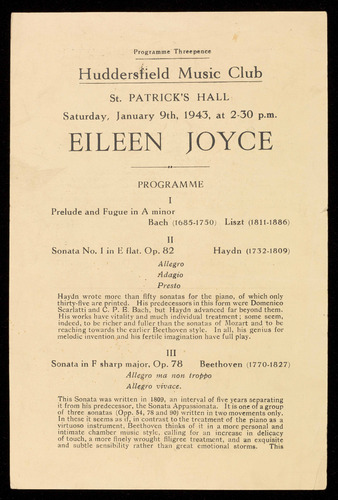 Programme Threepence
Huddersfield Music Club
St. PATRICK'S HALL
Saturday, January 9th, 1943, at 2-30 p.m.
EILEEN JOYCE
PROGRAMME
I
Prelude and Fugue in A minor
Bach (1685-1750) Liszt (1811-1886)
II
Sonata No. 1 in E flat. Op. 82 Haydn (1732-1809)
Allegro
Adagio
Presto
Haydn wrote more than fifty sonatas for the piano, of which only
thirty-five are printed. His predecessors in this form were Domenico
Scarlatti and C. P. E. Bach, but Haydn advanced far beyond them.
His works have vitality and much individual treatment; some seem,
indeed, to be richer and fuller than the sonatas of Mozart and to be
reaching towards the earlier Beethoven style. In all, his genius for
melodic invention and his fertile imagination have full play.
III
Sonata in F sharp major, Op. 78 Beethoven (1770-1827)
Allegro ma non troppo
Allegro vivace.
This Sonata was written in 1809, an interval of five years separating
it from his predecessor, the Sonata Appassionata. It is one of a group
of three sonatas (Opp. 54, 78 and 90) written in two movements only.
In these it seems as if, in contrast to the treatment of the piano as a
virtuoso instrument, Beethoven thinks of it in a more personal and
intimate chamber music style, calling for an increase in delicacy
of touch, a more finely wrought filigree treatment, and an exquisite
and subtle sensibility rather than great emotional storms. This